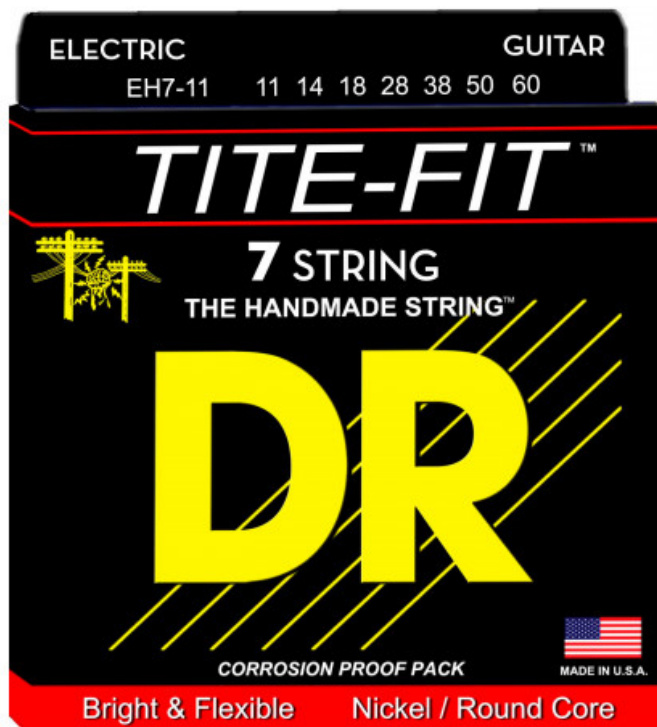 ELECTRIC GUITAR
EH7-11 11 14 18 28 38 50 60
TITE-FIT™
7 STRING
THE HANDMADE STRING™
DR
CORROSION PROOF PACK
MADE IN U.S.A.
Bright & Flexible Nickel / Round Core